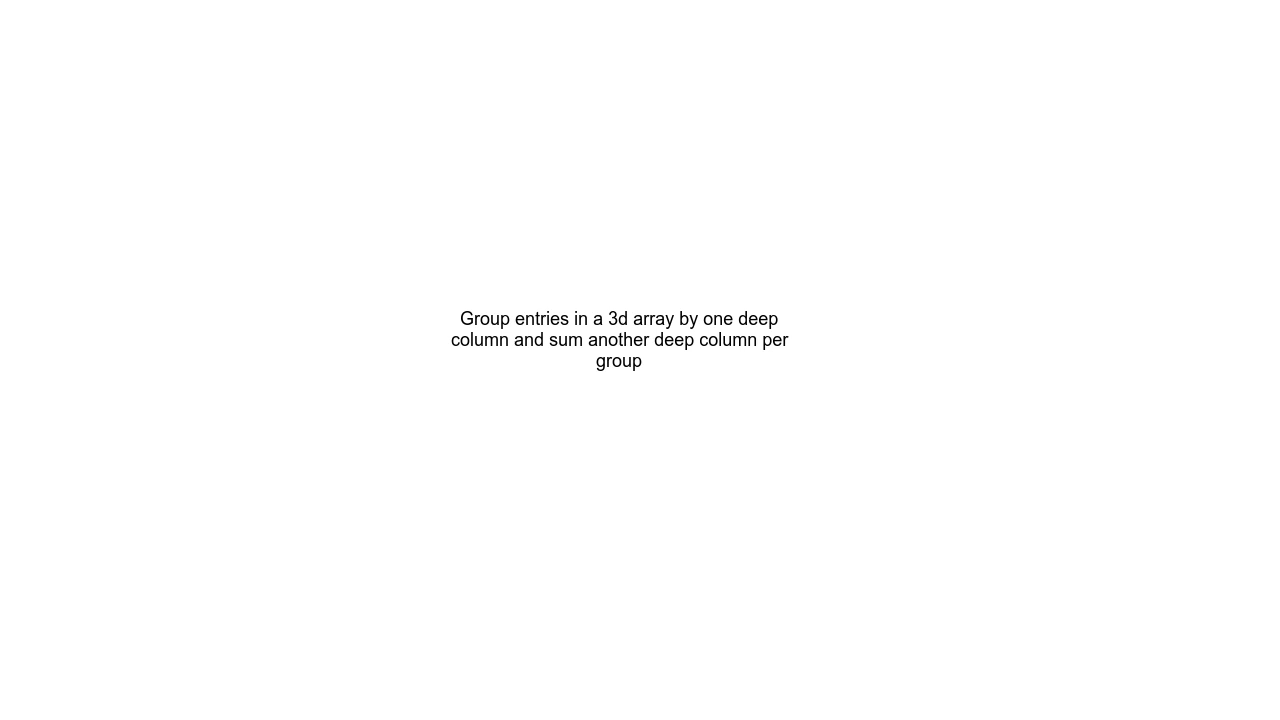 Group entries in a 3d array by one deep
column and sum another deep column per
group